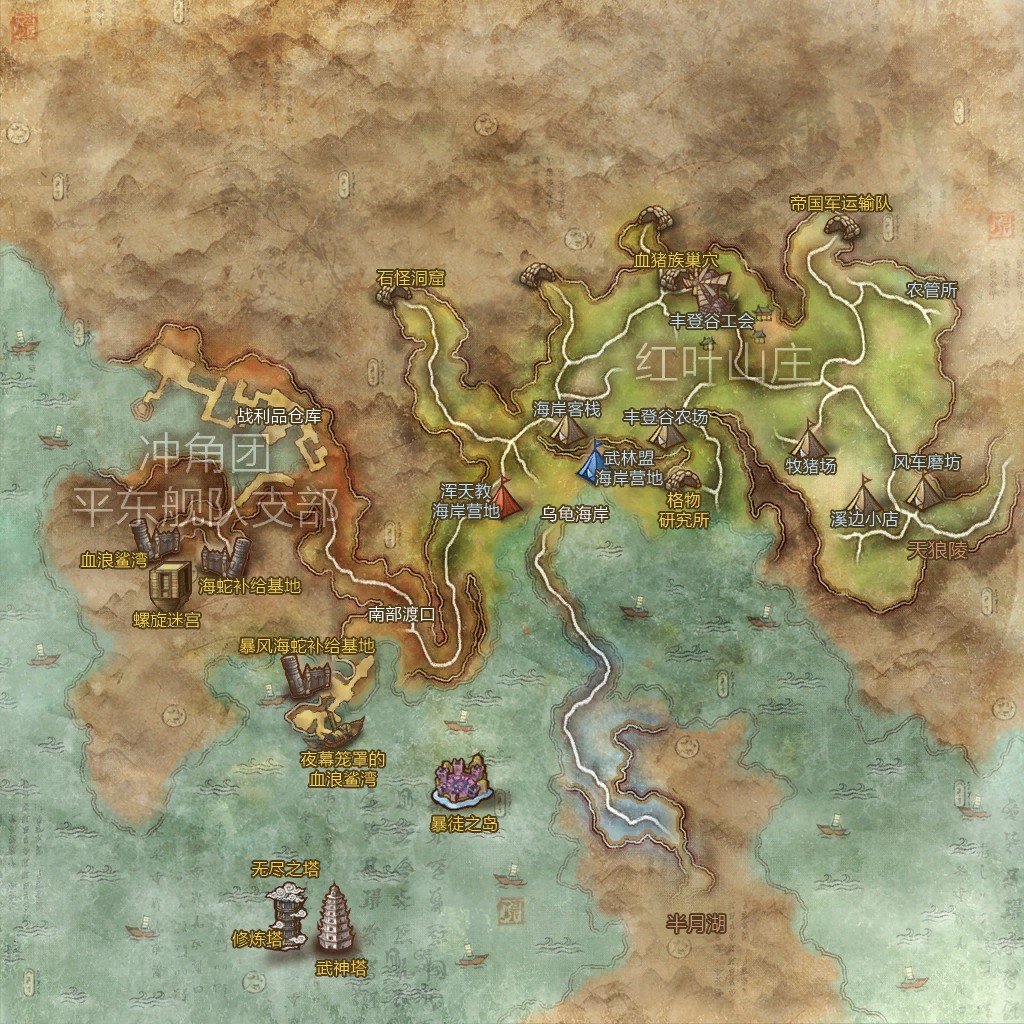 帝国军运输队
血猪族巢穴
石怪洞窟
农管所
丰登谷工会
红叶山庄
海岸客栈
丰登谷农场
战利品仓库
冲角团
平东舰队支部
武林盟
海岸营地
牧猪场
风车磨坊
浑天教
海岸营地
格物
研究所
乌龟海岸
溪边小店
天狼陵
血浪鲨湾
海蛇补给基地
螺旋迷宫
南部渡口
暴风海蛇补给基地
夜幕笼罩的
血浪鲨湾
暴徒之岛
无尽之塔
修炼塔
武神塔
半月湖